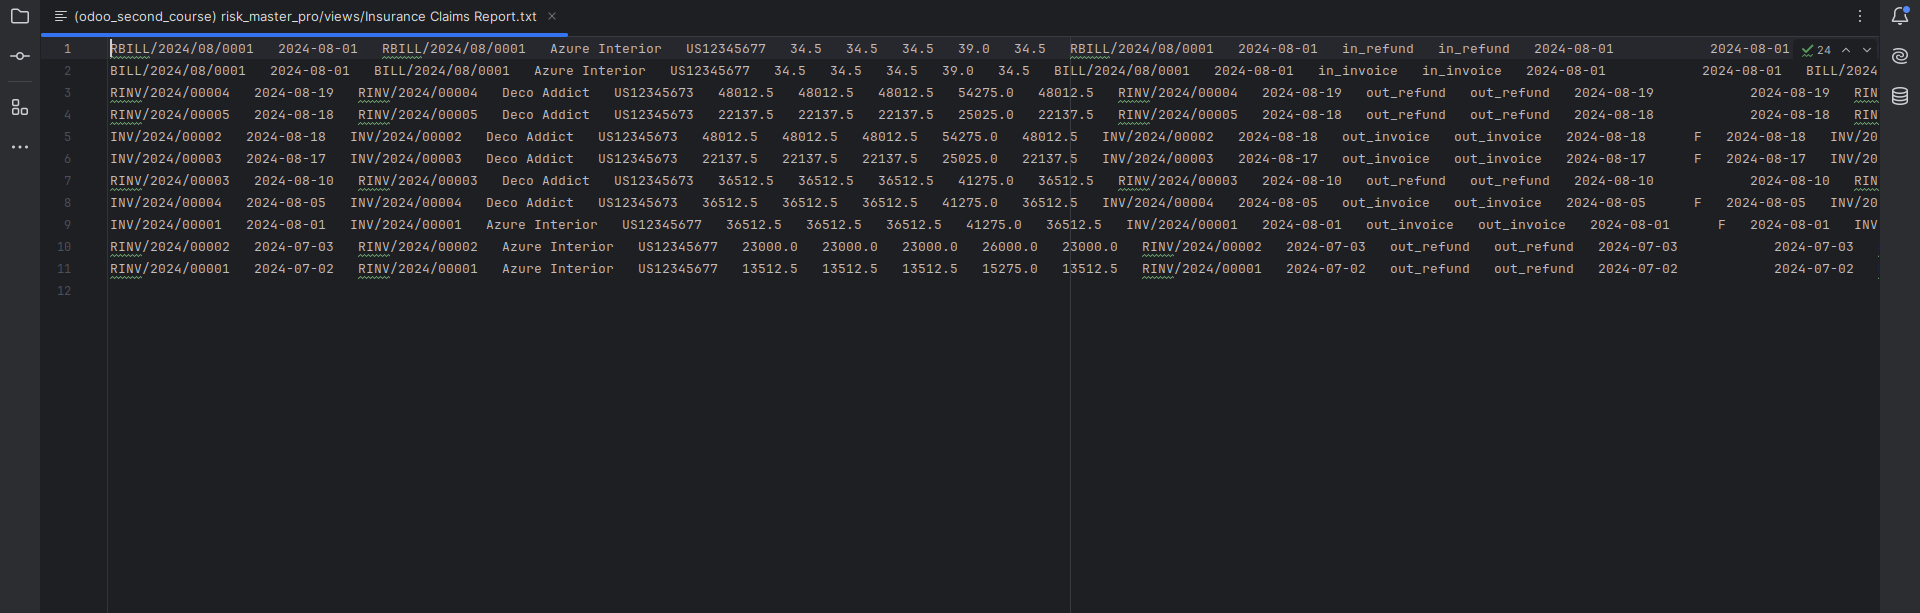 (odoo_second_course) risk_master_pro/views/Insurance Claims Report.txt
1 RBILL/2024/08/0001 2024-08-01 RBILL/2024/08/0001 Azure Interior US12345677 34.5 34.5 34.5 39.0 34.5 RBILL/2024/08/0001 2024-08-01 in_refund in_refund 2024-08-01 2024-08-01 24
2 BILL/2024/08/0001 2024-08-01 BILL/2024/08/0001 Azure Interior US12345677 34.5 34.5 34.5 39.0 34.5 BILL/2024/08/0001 2024-08-01 in_invoice in_invoice 2024-08-01 2024-08-01 BILL/2024
3 RINV/2024/00004 2024-08-19 RINV/2024/00004 Deco Addict US12345673 48012.5 48012.5 48012.5 54275.0 48012.5 RINV/2024/00004 2024-08-19 out_refund out_refund 2024-08-19 2024-08-19 RIN
4 RINV/2024/00005 2024-08-18 RINV/2024/00005 Deco Addict US12345673 22137.5 22137.5 22137.5 25025.0 22137.5 RINV/2024/00005 2024-08-18 out_refund out_refund 2024-08-18 2024-08-18 RIN
5 INV/2024/00002 2024-08-18 INV/2024/00002 Deco Addict US12345673 48012.5 48012.5 48012.5 54275.0 48012.5 INV/2024/00002 2024-08-18 out_invoice out_invoice 2024-08-18 F 2024-08-18 INV/20
6 INV/2024/00003 2024-08-17 INV/2024/00003 Deco Addict US12345673 22137.5 22137.5 22137.5 25025.0 22137.5 INV/2024/00003 2024-08-17 out_invoice out_invoice 2024-08-17 F 2024-08-17 INV/20
7 RINV/2024/00003 2024-08-10 RINV/2024/00003 Deco Addict US12345673 36512.5 36512.5 36512.5 41275.0 36512.5 RINV/2024/00003 2024-08-10 out_refund out_refund 2024-08-10 2024-08-10 RIN
8 INV/2024/00004 2024-08-05 INV/2024/00004 Deco Addict US12345673 36512.5 36512.5 36512.5 41275.0 36512.5 INV/2024/00004 2024-08-05 out_invoice out_invoice 2024-08-05 F 2024-08-05 INV/20
9 INV/2024/00001 2024-08-01 INV/2024/00001 Azure Interior US12345677 36512.5 36512.5 36512.5 41275.0 36512.5 INV/2024/00001 2024-08-01 out_invoice out_invoice 2024-08-01 F 2024-08-01 INV
10 RINV/2024/00002 2024-07-03 RINV/2024/00002 Azure Interior US12345677 23000.0 23000.0 23000.0 26000.0 23000.0 RINV/2024/00002 2024-07-03 out_refund out_refund 2024-07-03 2024-07-03
11 RINV/2024/00001 2024-07-02 RINV/2024/00001 Azure Interior US12345677 13512.5 13512.5 13512.5 15275.0 13512.5 RINV/2024/00001 2024-07-02 out_refund out_refund 2024-07-02 2024-07-02
12